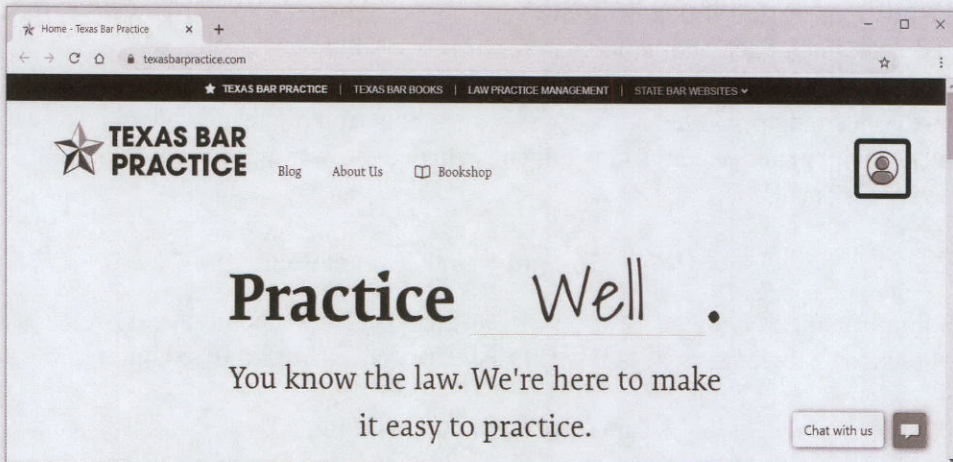 Home - Texas Bar Practice
texasbarpractice.com
TEXAS BAR PRACTICE | TEXAS BAR BOOKS | LAW PRACTICE MANAGEMENT | STATE BAR WEBSITES
TEXAS BAR
PRACTICE
Blog About Us Bookshop
Practice Well .
You know the law. We're here to make
it easy to practice.
Chat with us